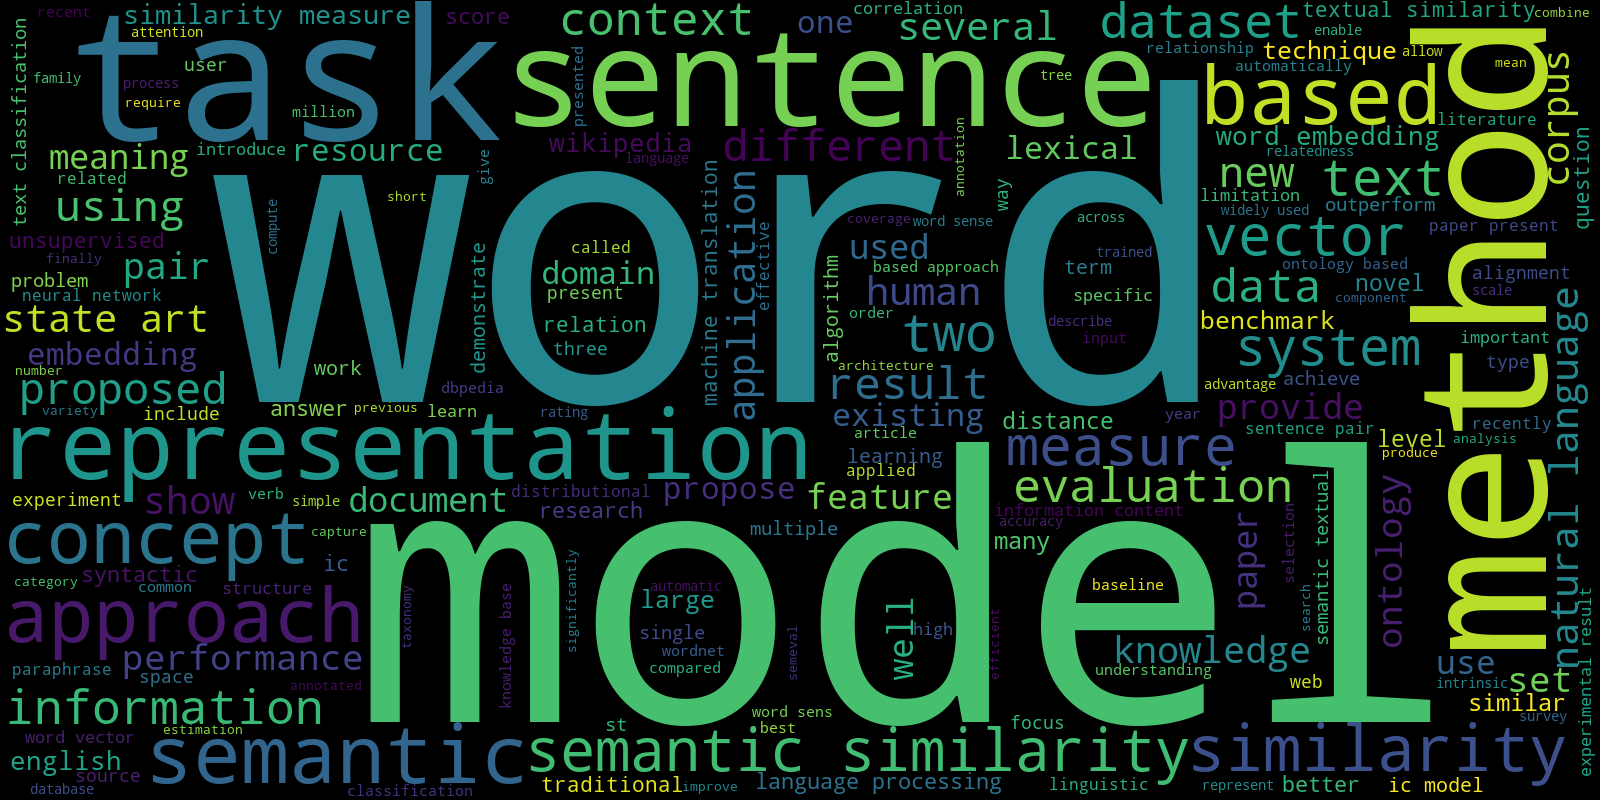 recent
similarity measure
score
context
correlation
several
one
dataset
textual similarity
combine
attention
task
sentence
relationship
technique
enable
allow
method
mean
text classification
family
user
process
require
million
presented
tree
based
automatically
corpus
literature
meaning
introduce
resource
wikipedia
language
different
annotation
lexical
word embedding
relatedness
question
related
give
way
new
text
limitation
widely used
outperform
using
short
word
coverage
word sense
across
vector
paper present
unsupervised
finally
compute
called
used
trained
ontology based
problem
pair
demonstrate
domain
machine translation
application
effective
based approach
term
data
novel
alignment
neural network
present
algorithm
human
specific
component
scale
state art
relation
order
two
describe
input
benchmark
system
important
natural language
embedding
three
work
architecture
number
proposed
dbpedia
result
advantage
achieve
type
variety
include
answer
previous
learn
rating
existing
distance
year
provide
recently
representation
article
measure
sentence pair
level
analysis
learning
applied
produce
experiment
show
verb
simple
document
distributional
propose
feature
evaluation
research
information content
concept
capture
model
multiple
accuracy
many
paper
selection
semantic textual
ontology
syntactic
ic
category
common
structure
taxonomy
knowledge base
significantly
automatic
large
baseline
search
approach
single
wordnet
compared
semeval
well
high
efficient
knowledge
understanding
experimental result
paraphrase
performance
space
annotated
web
use
intrinsic
set
information
similar
word sens
best
st
focus
survey
word vector
estimation
english
source
semantic
semantic similarity
similarity
database
classification
traditional
improve
language processing
linguistic
represent
better
ic model